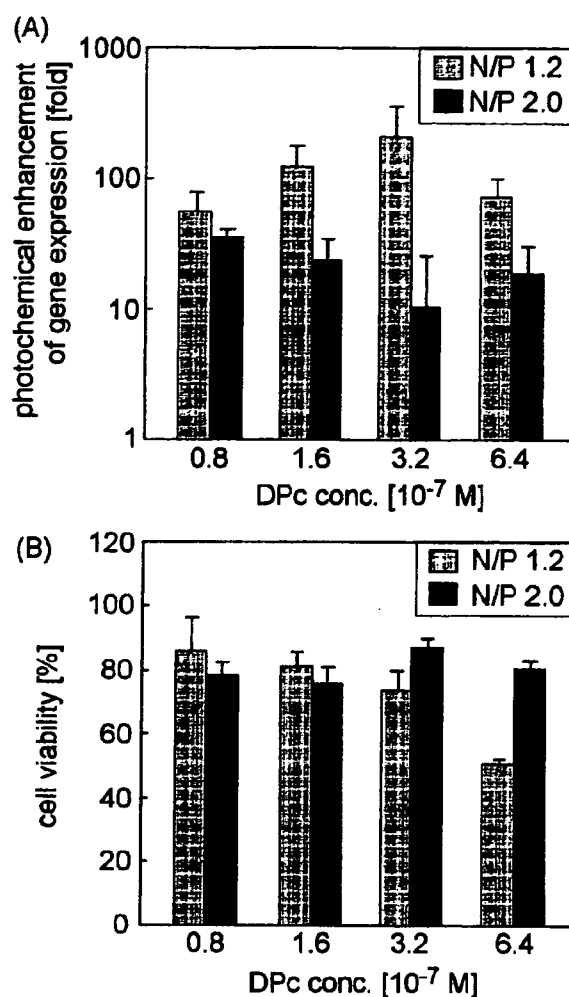 (A)
1000
100
10
1
photochemical enhancement
of gene expression [fold]
N/P 1.2
N/P 2.0
0.8 1.6 3.2 6.4
DPc conc. [10⁻⁷ M]
(B)
120
100
80
60
40
20
0
cell viability [%]
N/P 1.2
N/P 2.0
0.8 1.6 3.2 6.4
DPc conc. [10⁻⁷ M]